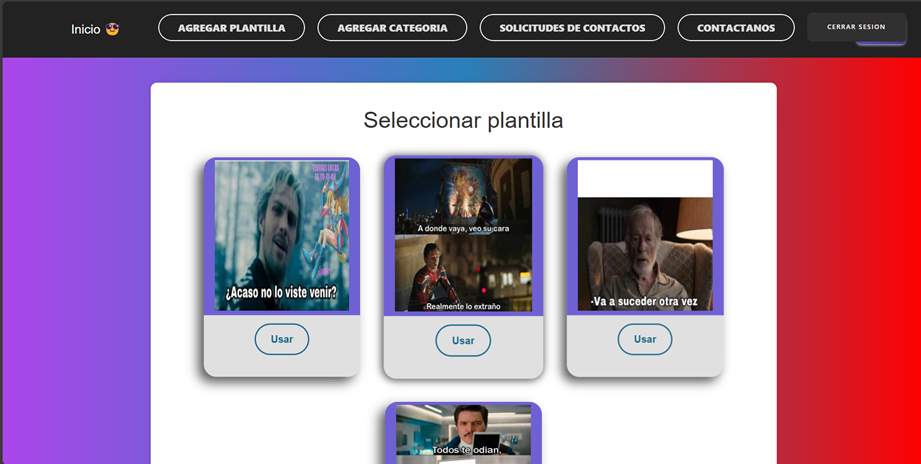 Inicio
AGREGAR PLANTILLA
AGREGAR CATEGORIA
SOLICITUDES DE CONTACTOS
CONTACTANOS
CERRAR SESION
Seleccionar plantilla
¿Acaso no lo viste venir?
A donde vaya, veo su cara
Realmente lo extraño
-Va a suceder otra vez
Usar
Usar
Usar
Todos te odian,